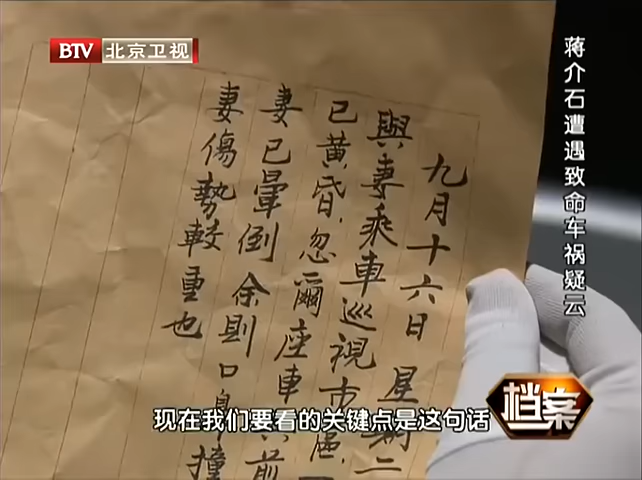 BTV 北京卫视
蒋介石遭遇致命车祸疑云
九月十六日 星期二
與妻乘車巡視市區,
已黃昏,忽爾座車前
妻已暈倒 余則口撞
妻傷勢較重也
现在我们要看的关键点是这句话
档案